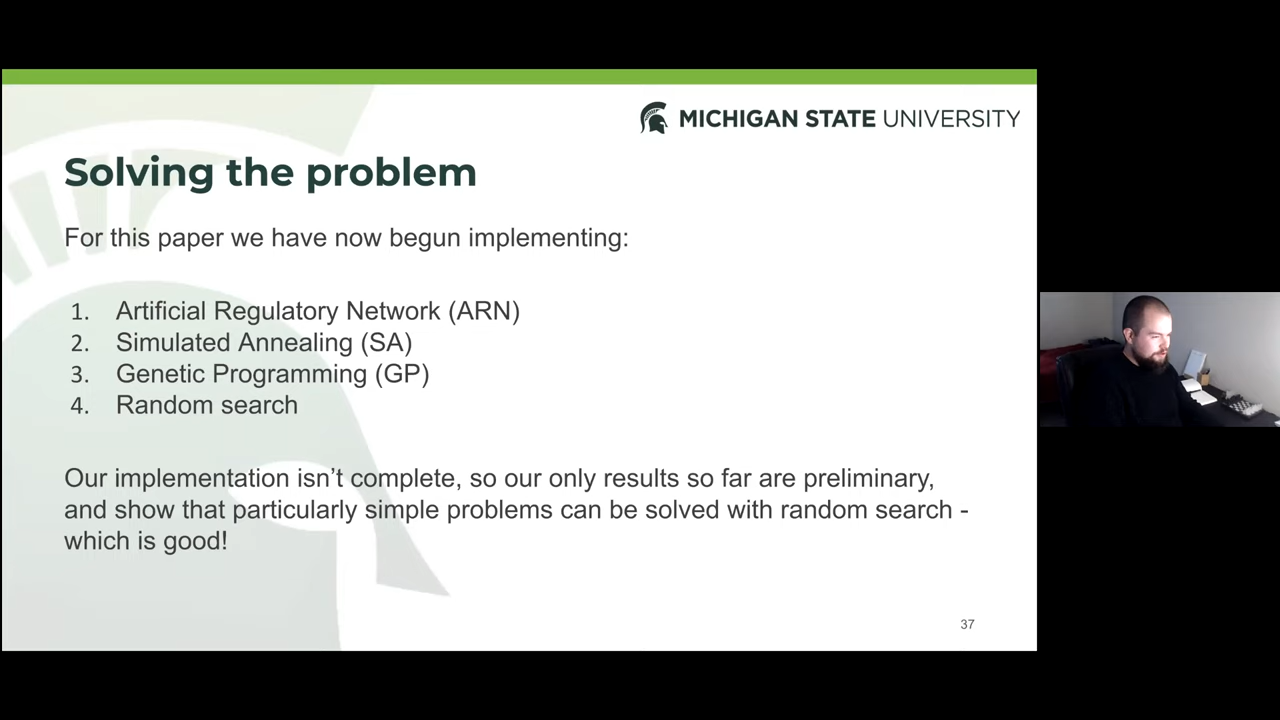 MICHIGAN STATE UNIVERSITY
Solving the problem
For this paper we have now begun implementing:
1. Artificial Regulatory Network (ARN)
2. Simulated Annealing (SA)
3. Genetic Programming (GP)
4. Random search
Our implementation isn’t complete, so our only results so far are preliminary,
and show that particularly simple problems can be solved with random search -
which is good!
37